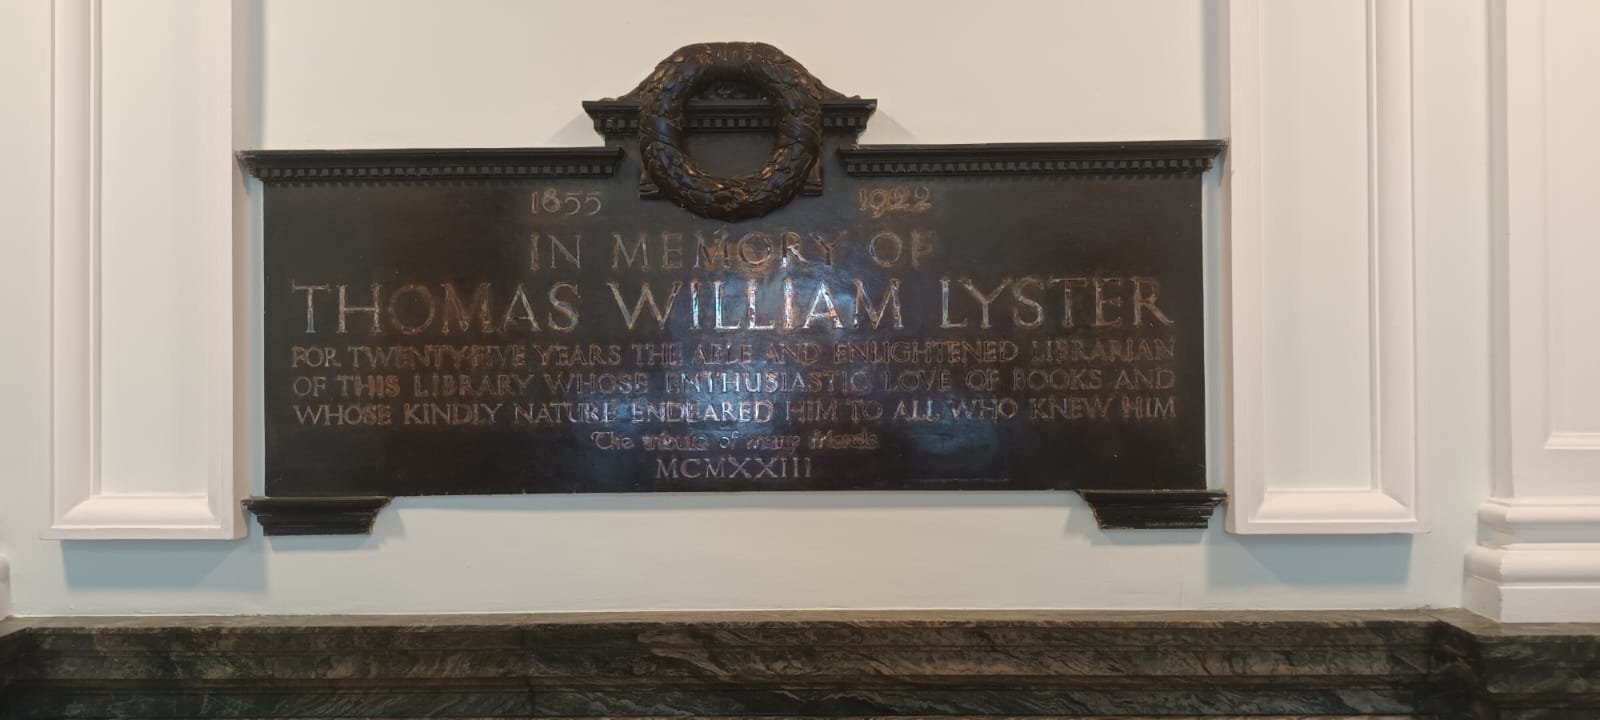 1855 1922
IN MEMORY OF
THOMAS WILLIAM LYSTER
FOR TWENTY-FIVE YEARS THE ABLE AND ENLIGHTENED LIBRARIAN
OF THIS LIBRARY WHOSE ENTHUSIASTIC LOVE OF BOOKS AND
WHOSE KINDLY NATURE ENDEARED HIM TO ALL WHO KNEW HIM
The tribute of many friends
MCMXXIII